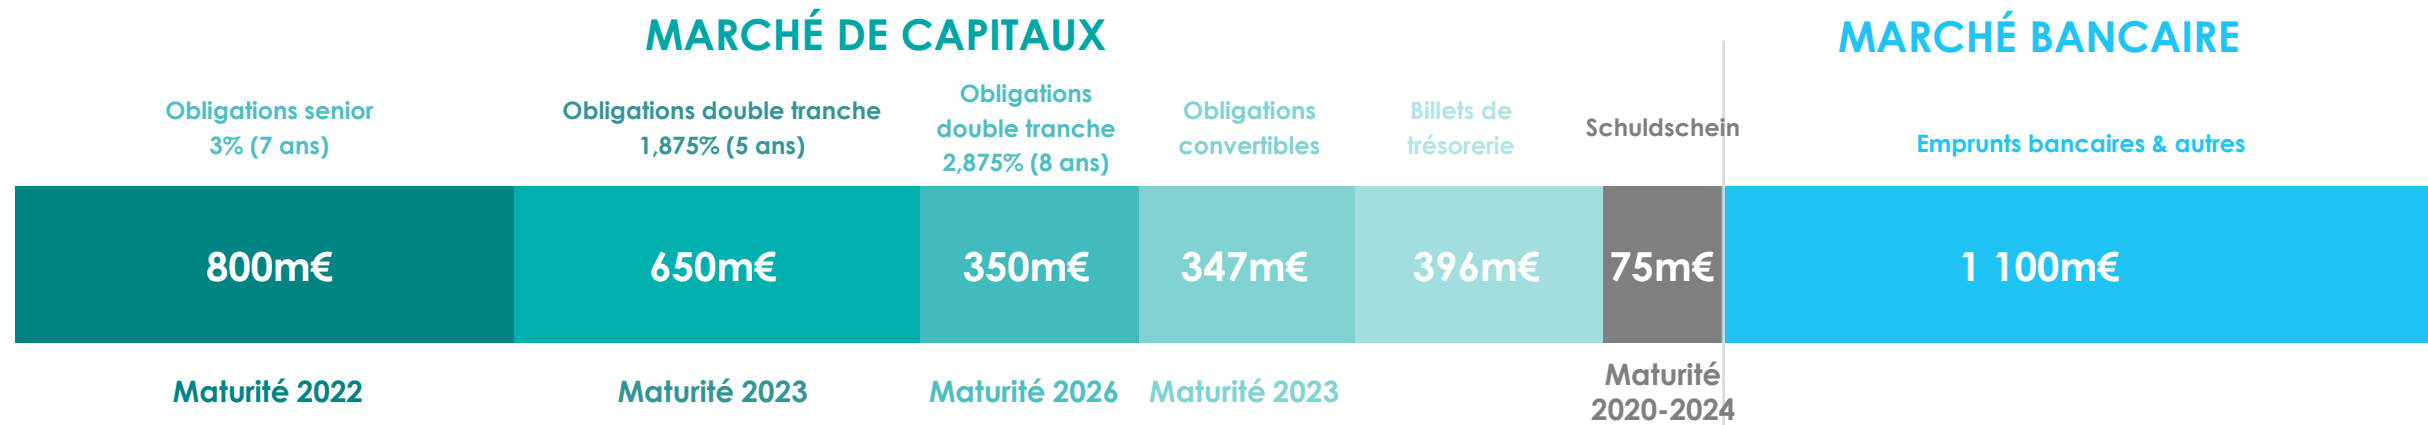 MARCHÉ DE CAPITAUX
MARCHÉ BANCAIRE
Obligations senior
3% (7 ans)
Obligations double tranche
1,875% (5 ans)
Obligations
double tranche
2,875% (8 ans)
Obligations
convertibles
Billets de
trésorerie
Schuldschein
Emprunts bancaires & autres
800m€
650m€
350m€
347m€
396m€
75m€
1 100m€
Maturité 2022
Maturité 2023
Maturité 2026
Maturité 2023
Maturité
2020-2024